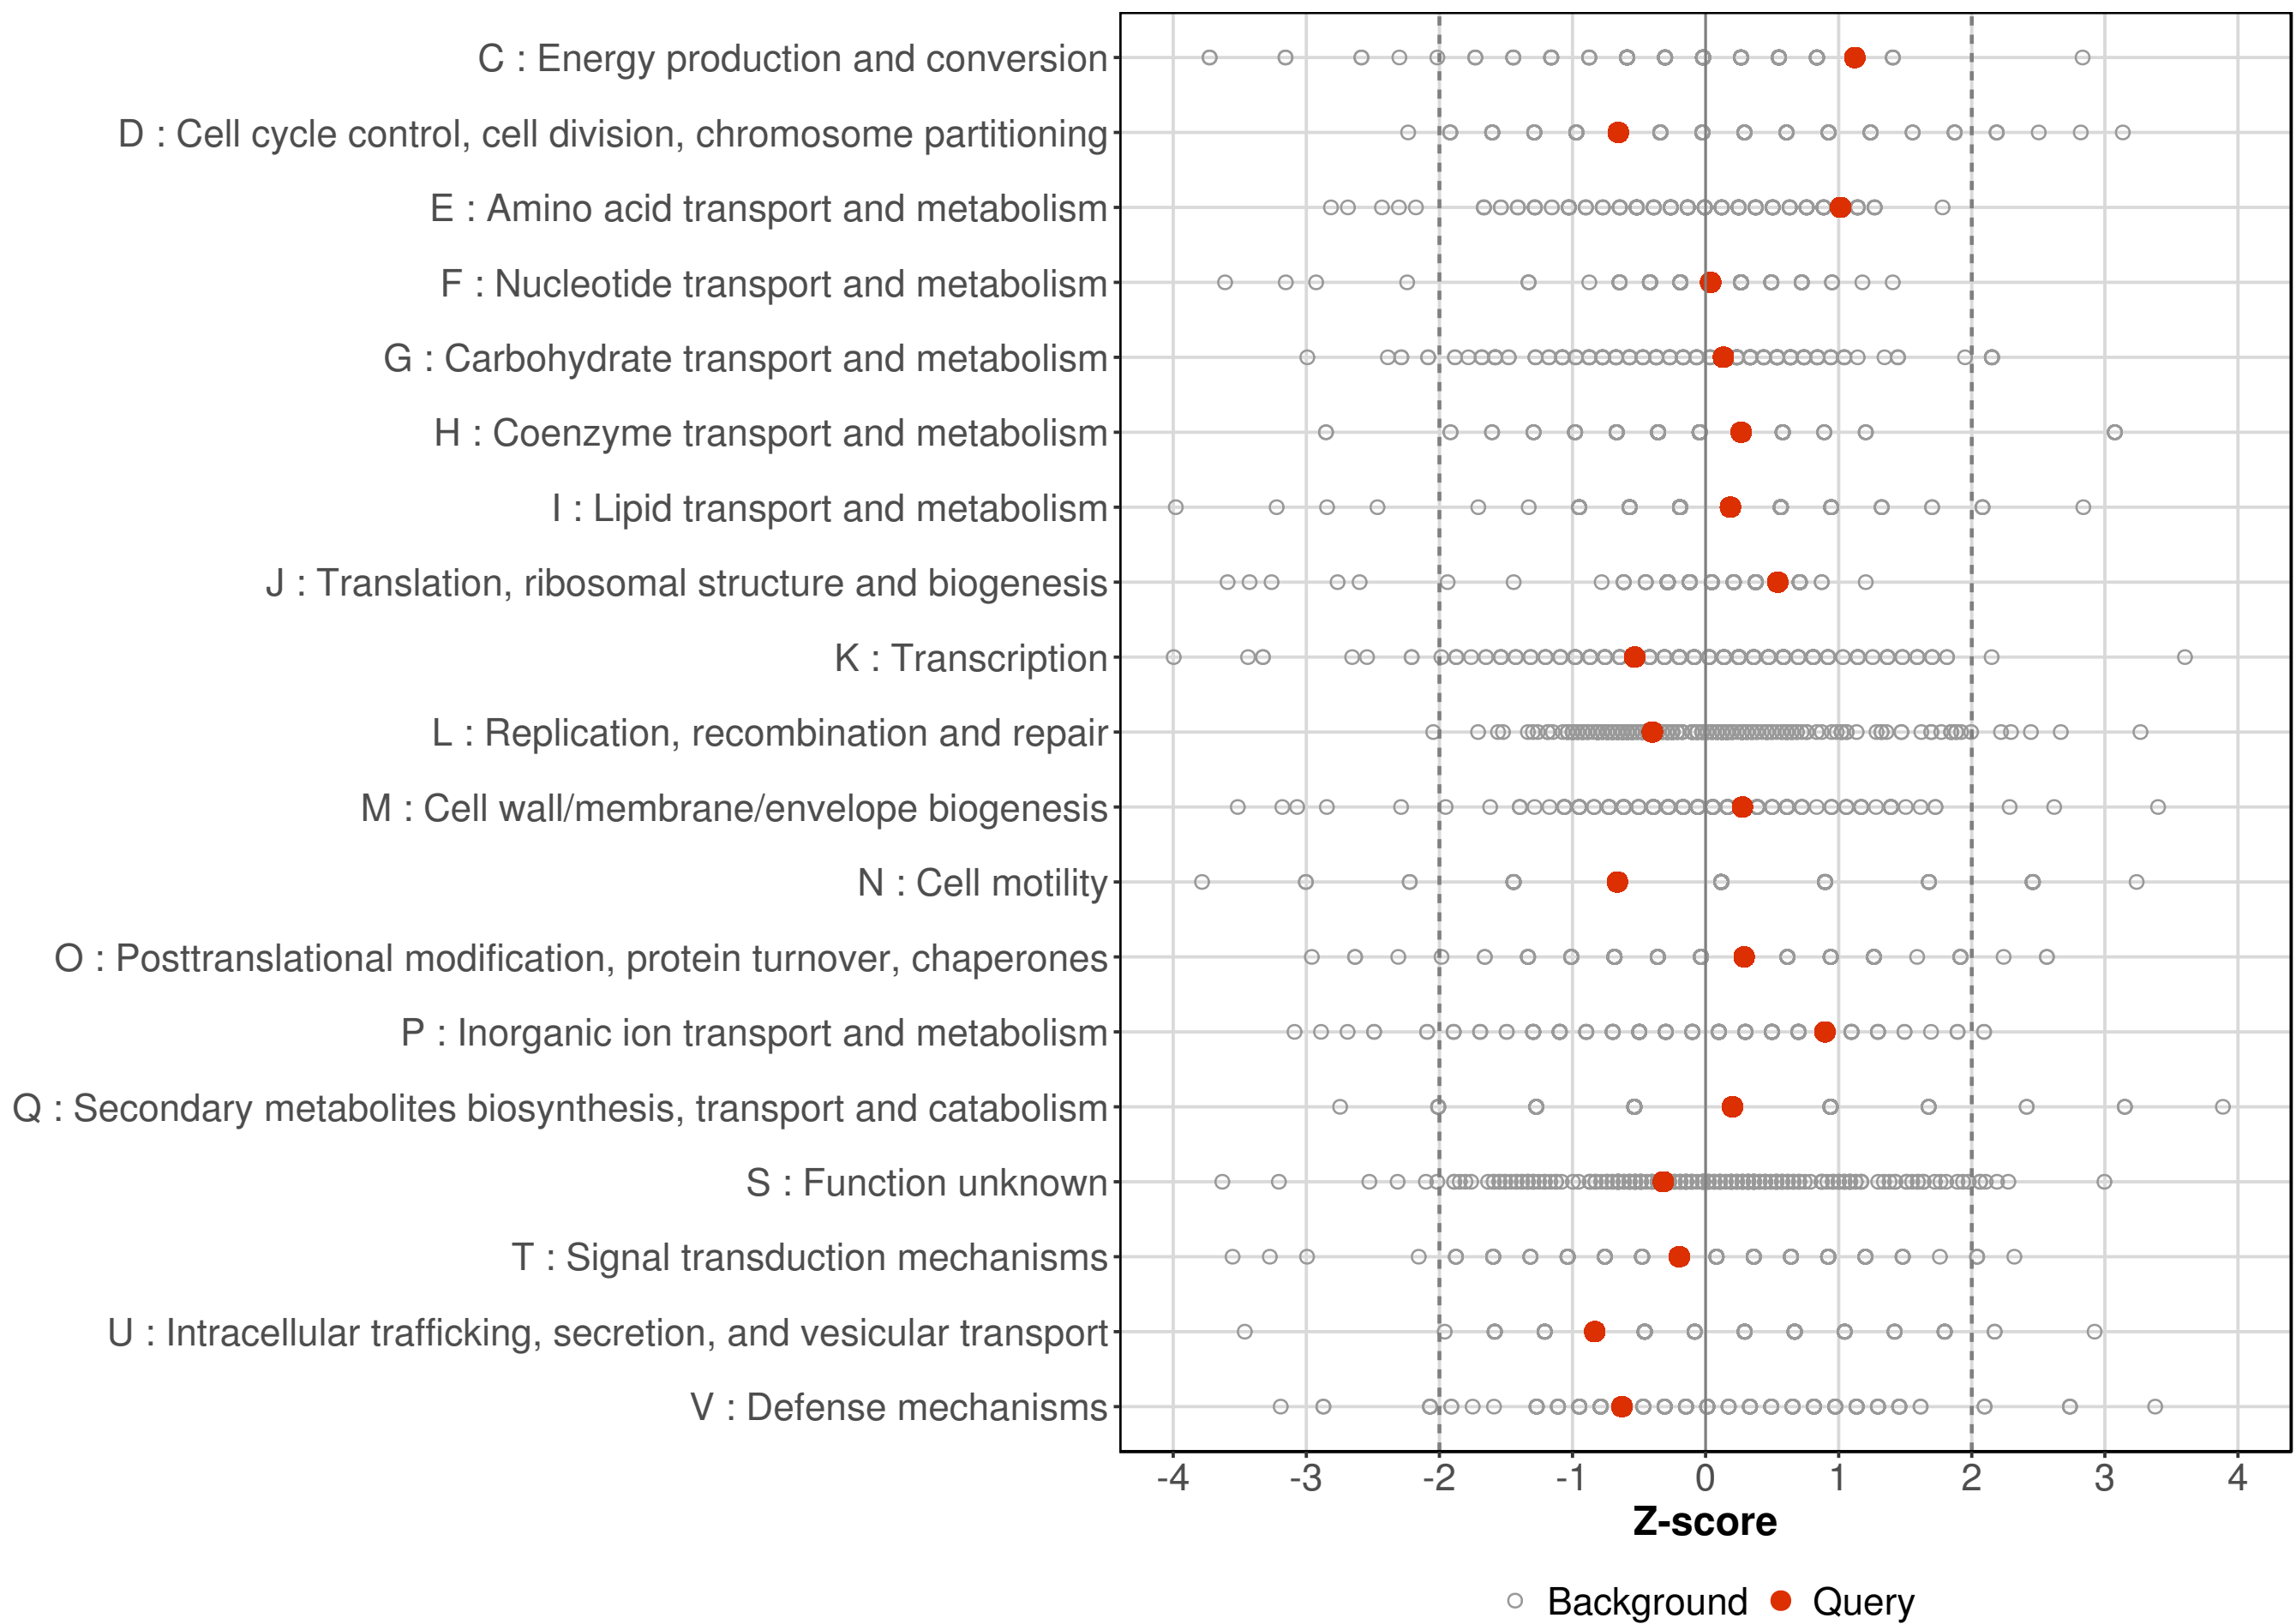 C : Energy production and conversion
D : Cell cycle control, cell division, chromosome partitioning
E : Amino acid transport and metabolism
F : Nucleotide transport and metabolism
G : Carbohydrate transport and metabolism
H : Coenzyme transport and metabolism
I : Lipid transport and metabolism
J : Translation, ribosomal structure and biogenesis
K : Transcription
L : Replication, recombination and repair
M : Cell wall/membrane/envelope biogenesis
N : Cell motility
O : Posttranslational modification, protein turnover, chaperones
P : Inorganic ion transport and metabolism
Q : Secondary metabolites biosynthesis, transport and catabolism
S : Function unknown
T : Signal transduction mechanisms
U : Intracellular trafficking, secretion, and vesicular transport
V : Defense mechanisms
-4 -3 -2 -1 0 1 2 3 4
Z-score
Background Query